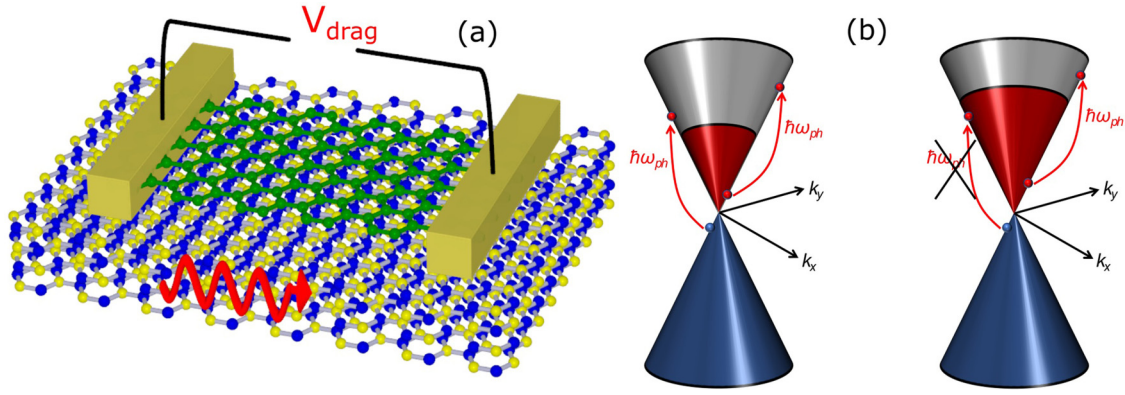 V_drag
(a)
(b)
ħω_ph
ħω_ph
k_y
k_x
ħω_ph
ħω_ph
k_y
k_x